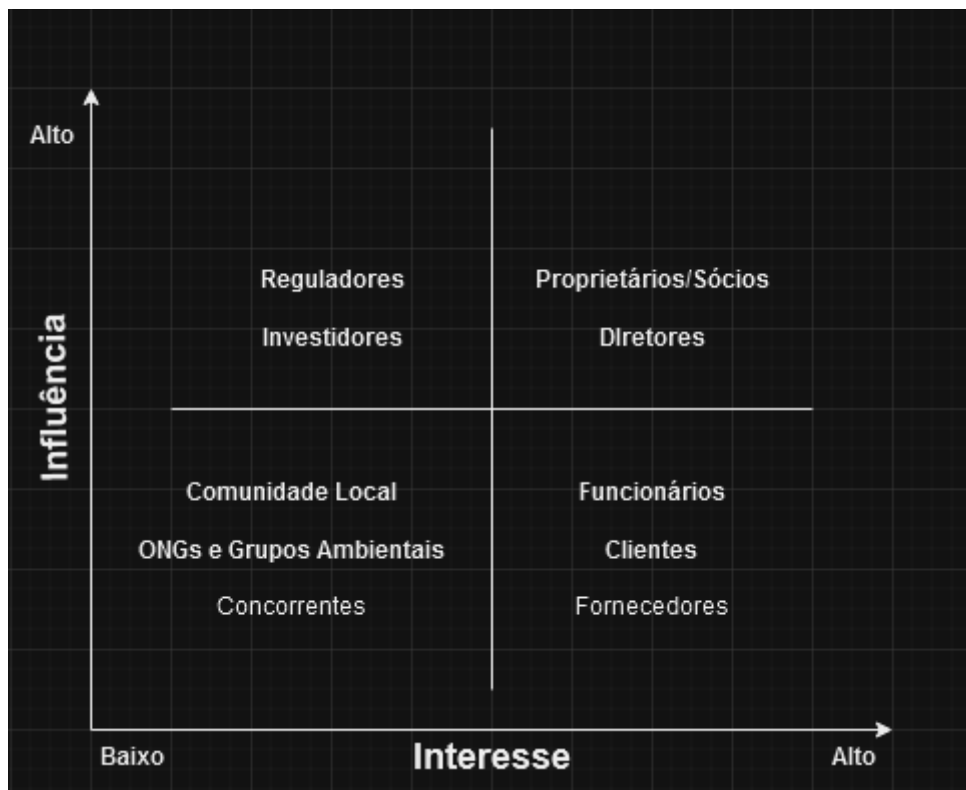 Alto
Influência
Reguladores
Investidores
Proprietários/Sócios
DIretores
Comunidade Local
ONGs e Grupos Ambientais
Concorrentes
Funcionários
Clientes
Fornecedores
Baixo
Interesse
Alto